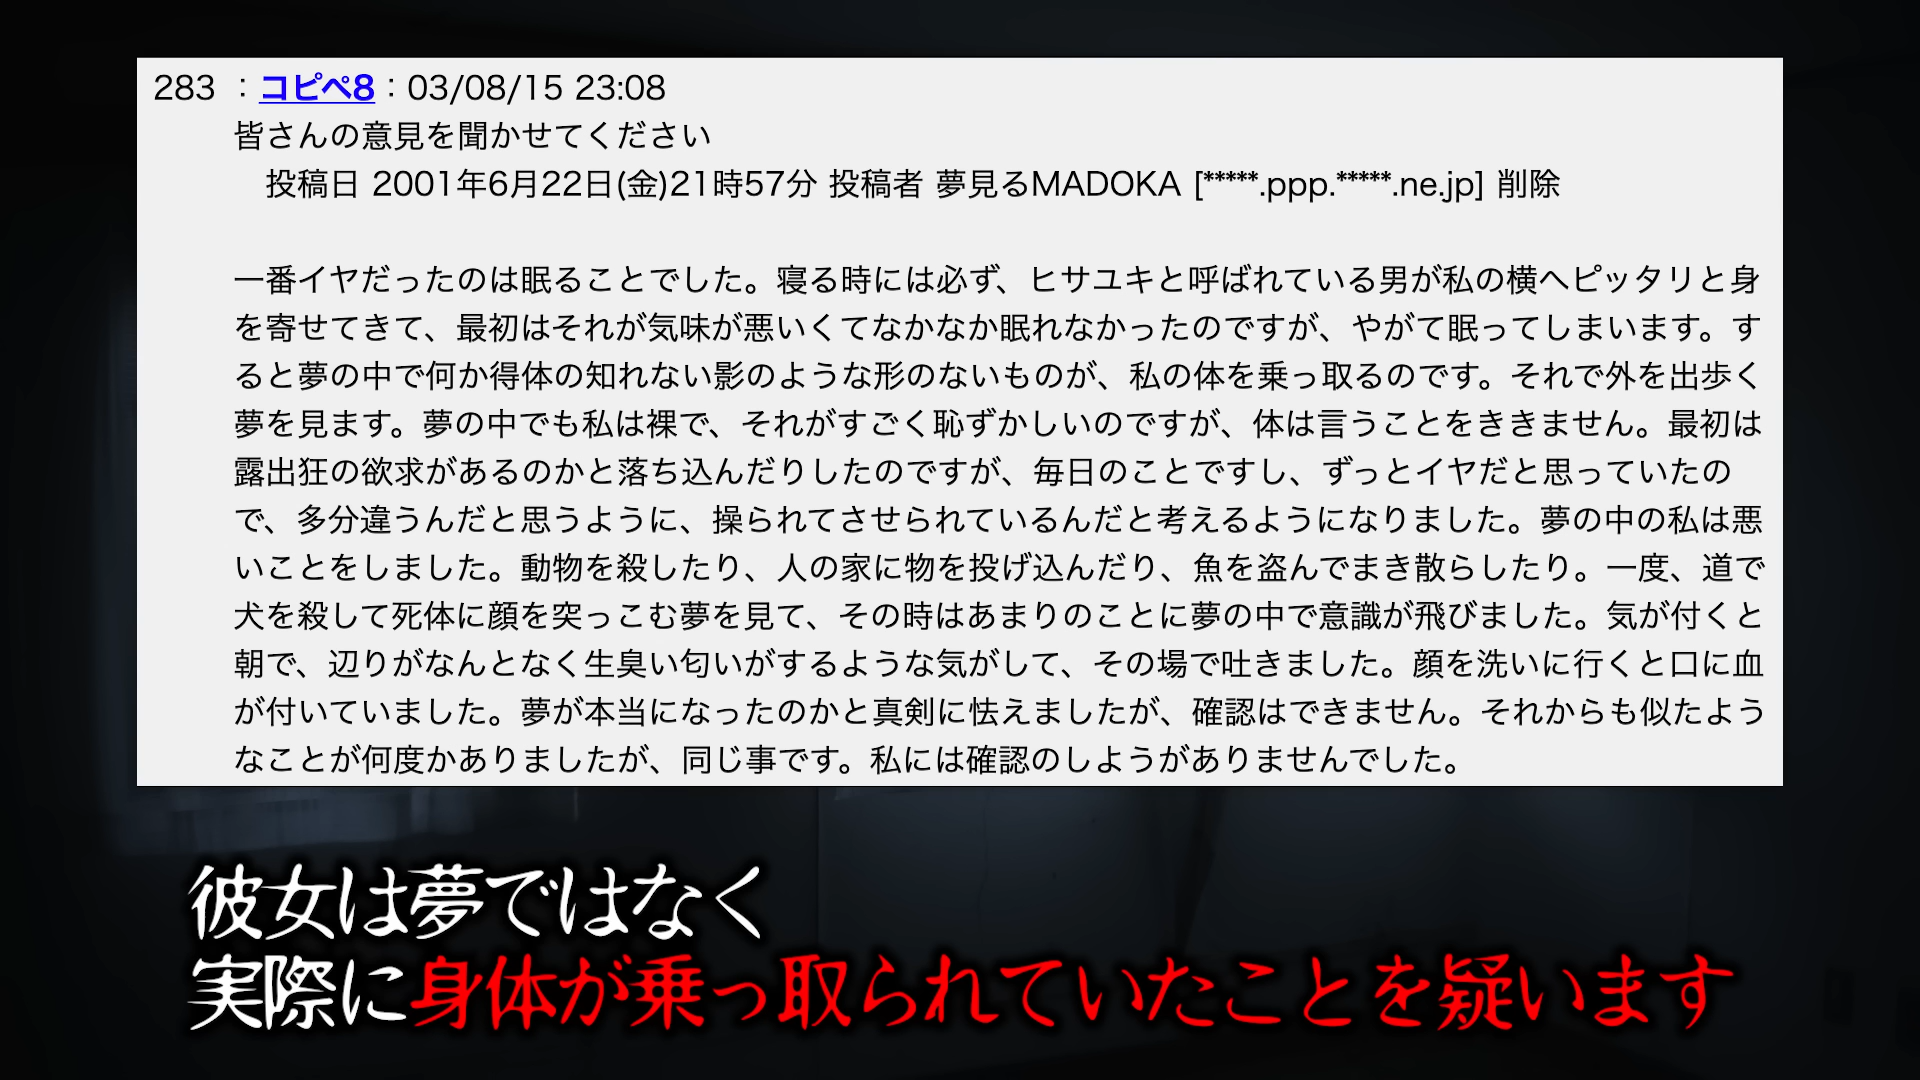 283 ：コピペ8：03/08/15 23:08
皆さんの意見を聞かせてください
投稿日 2001年6月22日(金)21時57分 投稿者 夢見るMADOKA [*****.ppp.*****.ne.jp] 削除
一番イヤだったのは眠ることでした。寝る時には必ず、ヒサユキと呼ばれている男が私の横へピッタリと身
を寄せてきて、最初はそれが気味が悪いくてなかなか眠れなかったのですが、やがて眠ってしまいます。す
ると夢の中で何か得体の知れない影のような形のないものが、私の体を乗っ取るのです。それで外を出歩く
夢を見ます。夢の中でも私は裸で、それがすごく恥ずかしいのですが、体は言うことをききません。最初は
露出狂の欲求があるのかと落ち込んだりしたのですが、毎日のことですし、ずっとイヤだと思っていたの
で、多分違うんだと思うように、操られてさせられているんだと考えるようになりました。夢の中の私は悪
いことをしました。動物を殺したり、人の家に物を投げ込んだり、魚を盗んでまき散らしたり。一度、道で
犬を殺して死体に顔を突っこむ夢を見て、その時はあまりのことに夢の中で意識が飛びました。気が付くと
朝で、辺りがなんとなく生臭い匂いがするような気がして、その場で吐きました。顔を洗いに行くと口に血
が付いていました。夢が本当になったのかと真剣に怯えましたが、確認はできません。それからも似たよう
なことが何度かありましたが、同じ事です。私には確認のしようがありませんでした。
彼女は夢ではなく
実際に身体が乗っ取られていたことを疑います